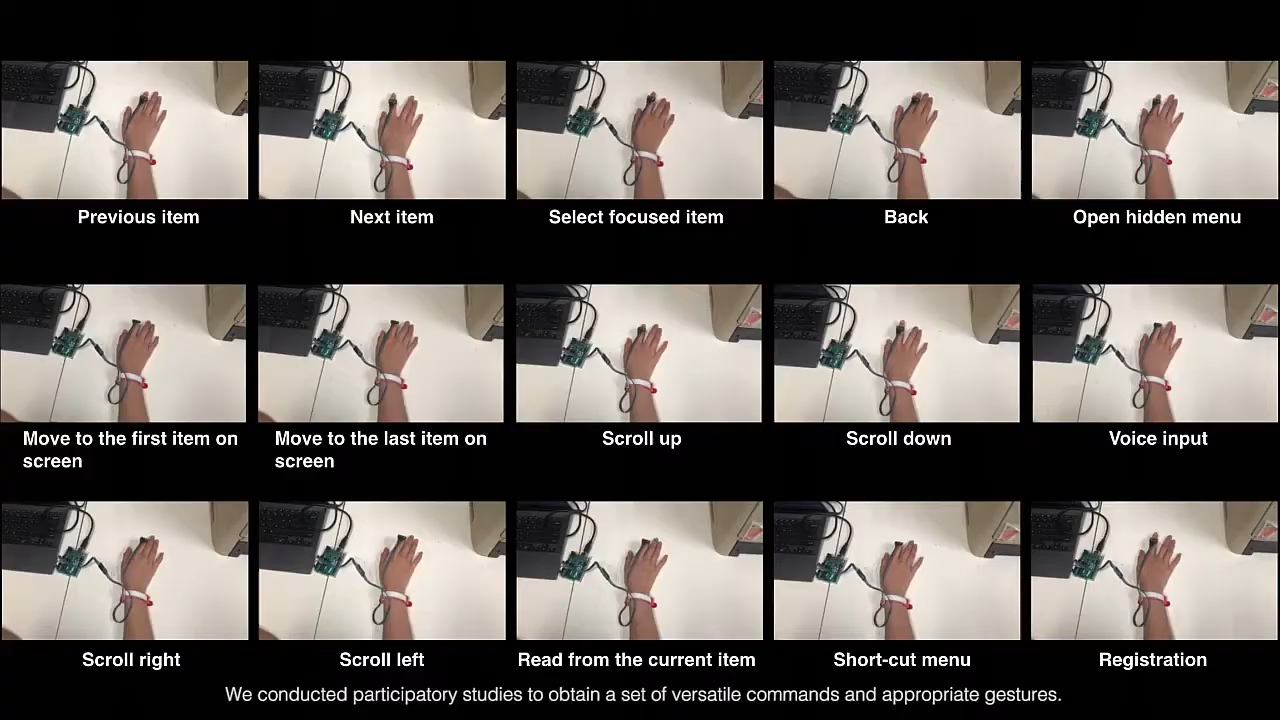 Previous item
Next item
Select focused item
Back
Open hidden menu
Move to the first item on
screen
Move to the last item on
screen
Scroll up
Scroll down
Voice input
Scroll right
Scroll left
Read from the current item
Short-cut menu
Registration
We conducted participatory studies to obtain a set of versatile commands and appropriate gestures.